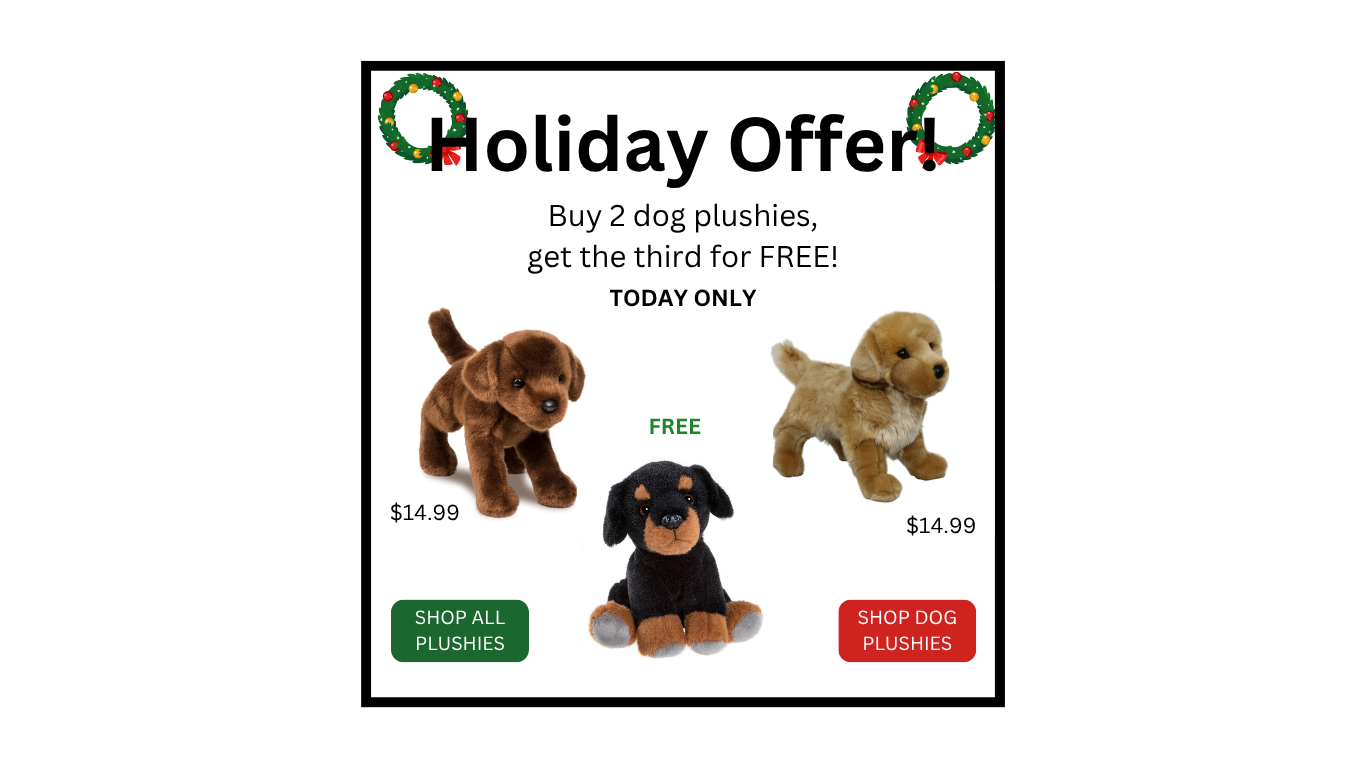 Holiday Offer!
Buy 2 dog plushies,
get the third for FREE!
TODAY ONLY
FREE
$14.99
$14.99
SHOP ALL
PLUSHIES
SHOP DOG
PLUSHIES